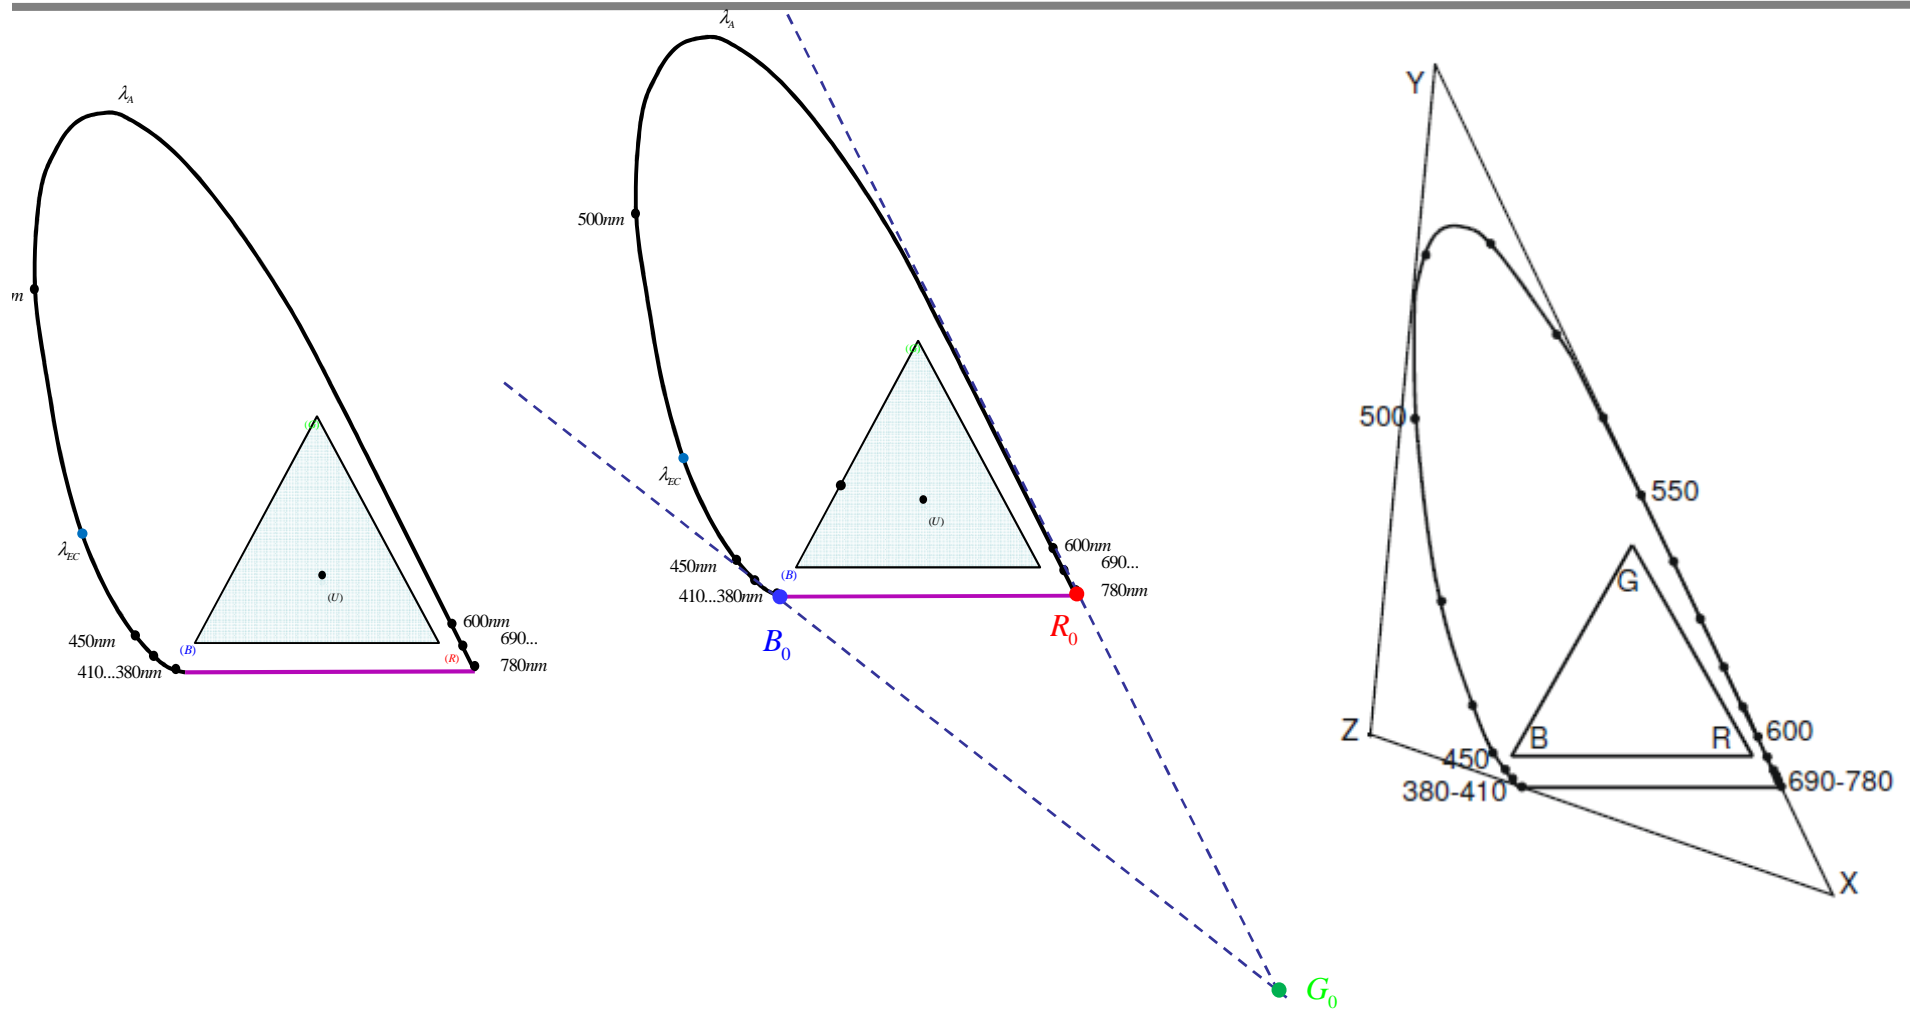 λA
m
(G)
λEC
(U)
450nm
(B)
410...380nm
600nm
690...
(R)
780nm
λA
500nm
(G)
λEC
(U)
450nm
(B)
410...380nm
600nm
690...
780nm
B0
R0
G0
Y
500
550
G
Z
B
R
600
450
380-410
690-780
X